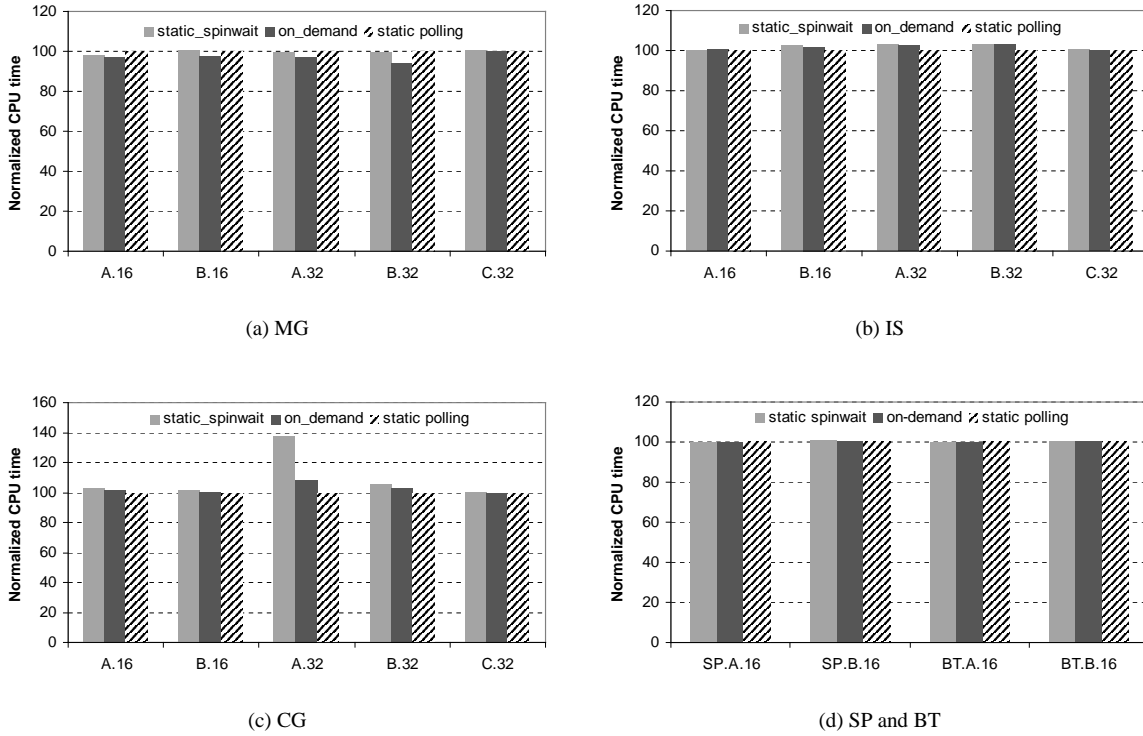 120
static_spinwait on_demand static polling
100
80
60
40
20
0
Normalized CPU time
A.16 B.16 A.32 B.32 C.32
(a) MG
120
static_spinwait on_demand static polling
100
80
60
40
20
0
Normalized CPU time
A.16 B.16 A.32 B.32 C.32
(b) IS
160
static_spinwait on_demand static polling
140
120
100
80
60
40
20
0
Normalized CPU time
A.16 B.16 A.32 B.32 C.32
(c) CG
120
static spinwait on-demand static polling
100
80
60
40
20
0
Normalized CPU time
SP.A.16 SP.B.16 BT.A.16 BT.B.16
(d) SP and BT